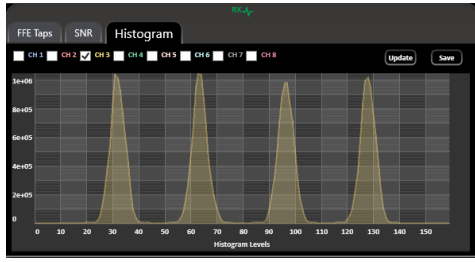 RX
FFE Taps SNR Histogram
CH 1 CH 2 CH 3 CH 4 CH 5 CH 6 CH 7 CH 8 Update Save
1e+06
8e+05
6e+05
4e+05
2e+05
0
0 10 20 30 40 50 60 70 80 90 100 110 120 130 140 150
Histogram Levels